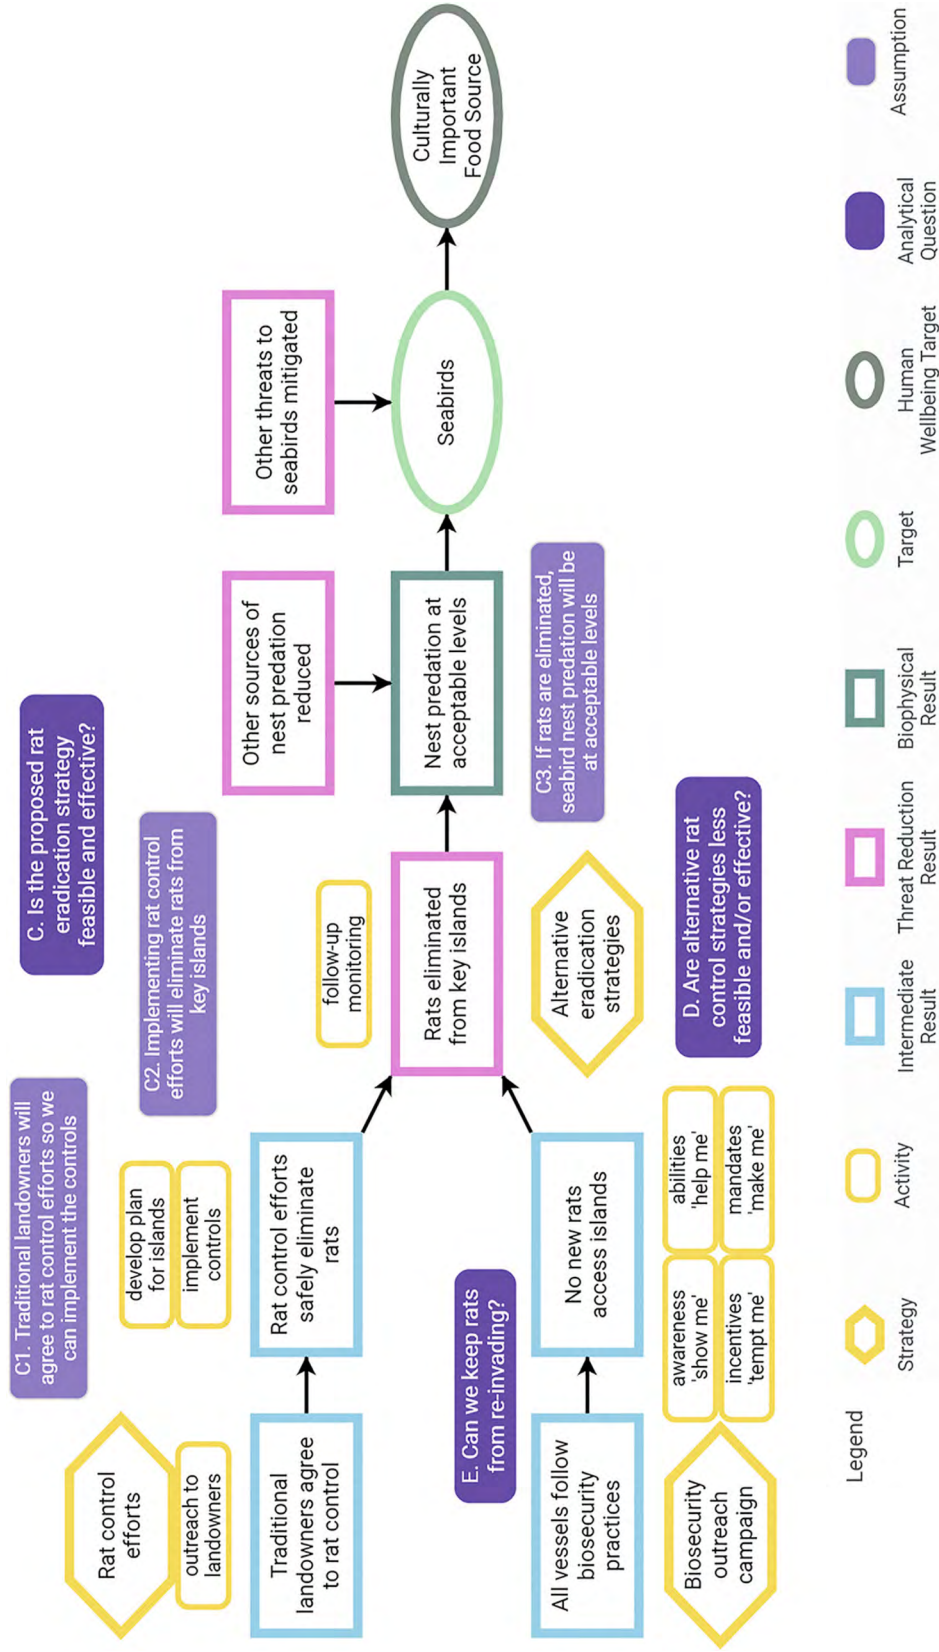 C1. Traditional landowners will
agree to rat control efforts so we
can implement the controls
C. Is the proposed rat
eradication strategy
feasible and effective?
C2. Implementing rat control
efforts will eliminate rats from
key islands
Rat control
efforts
outreach to
landowners
develop plan
for islands
implement
controls
Traditional
landowners agree
to rat control
Rat control efforts
safely eliminate
rats
follow-up
monitoring
Other sources of
nest predation
reduced
Other threats to
seabirds mitigated
Rats eliminated
from key islands
Nest predation at
acceptable levels
Seabirds
Culturally
Important
Food Source
E. Can we keep rats
from re-invading?
All vessels follow
biosecurity
practices
No new rats
access islands
Alternative
eradication
strategies
C3. If rats are eliminated,
seabird nest predation will be
at acceptable levels
Biosecurity
outreach
campaign
awareness
'show me'
abilities
'help me'
incentives
'tempt me'
mandates
'make me'
D. Are alternative rat
control strategies less
feasible and/or effective?
Legend
Strategy
Activity
Intermediate
Result
Threat Reduction
Result
Biophysical
Result
Target
Human
Wellbeing Target
Analytical
Question
Assumption